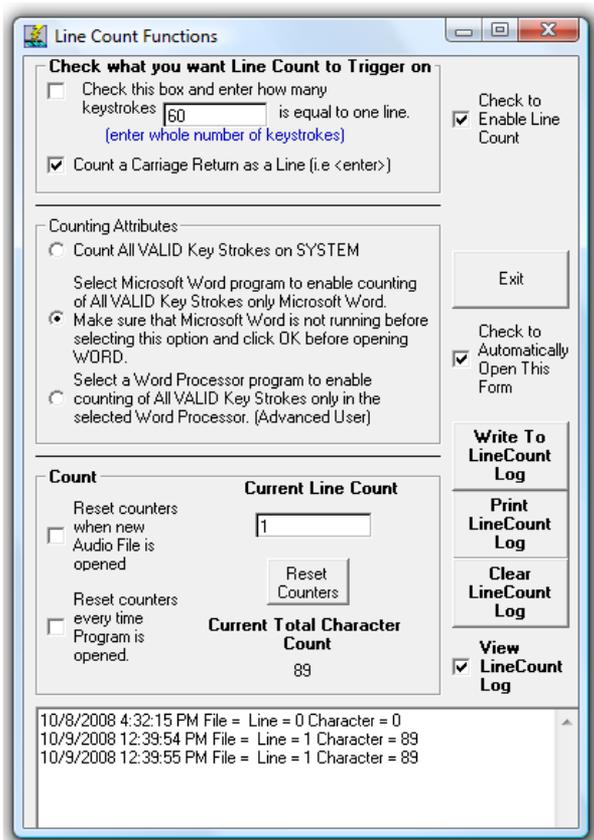 Line Count Functions
Check what you want Line Count to Trigger on
Check this box and enter how many
keystrokes 60 is equal to one line.
(enter whole number of keystrokes)
Count a Carriage Return as a Line (i.e <enter>)
Check to
Enable Line
Count
Counting Attributes
Count All VALID Key Strokes on SYSTEM
Select Microsoft Word program to enable counting
of All VALID Key Strokes only Microsoft Word.
Make sure that Microsoft Word is not running before
selecting this option and click OK before opening
WORD.
Select a Word Processor program to enable
counting of All VALID Key Strokes only in the
selected Word Processor. (Advanced User)
Exit
Check to
Automatically
Open This
Form
Write To
LineCount
Log
Print
LineCount
Log
Clear
LineCount
Log
View
LineCount
Log
Count
Reset counters
when new
Audio File is
opened
Reset counters
every time
Program is
opened.
Current Line Count
1
Reset
Counters
Current Total Character
Count
89
10/8/2008 4:32:15 PM File = Line = 0 Character = 0
10/9/2008 12:39:54 PM File = Line = 1 Character = 89
10/9/2008 12:39:55 PM File = Line = 1 Character = 89